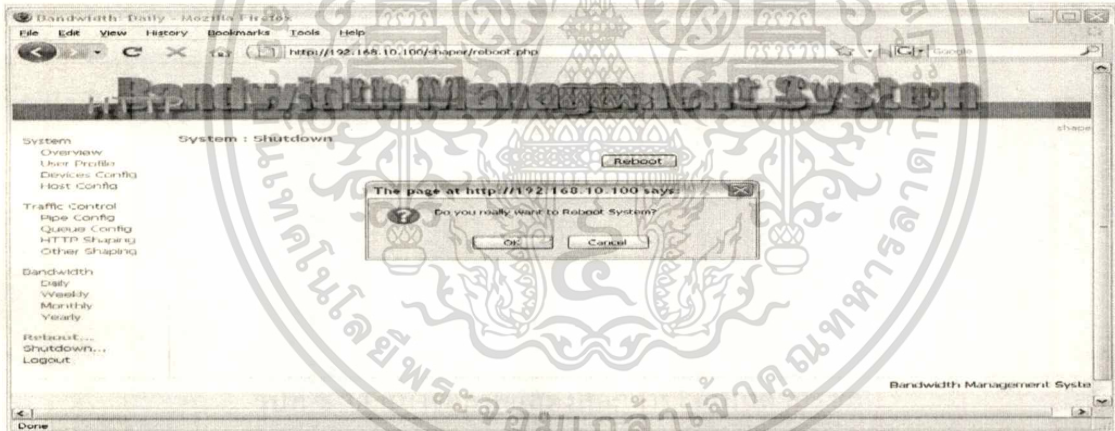 Bandwidth: Daily - Mozilla Firefox
File Edit View History Bookmarks Tools Help
http://192.168.10.100/shaper/reboot.php
Google
HTTP Bandwidth Management System
shape
System
Overview
User Profile
Devices Config
Host Config
Traffic Control
Pipe Config
Queue Config
HTTP Shaping
Other Shaping
Bandwidth
Daily
Weekly
Monthly
Yearly
Reboot...
Shutdown...
Logout
System : Shutdown
Reboot
The page at http://192.168.10.100 says:
Do you really want to Reboot System?
OK Cancel
Bandwidth Management Syste
Done